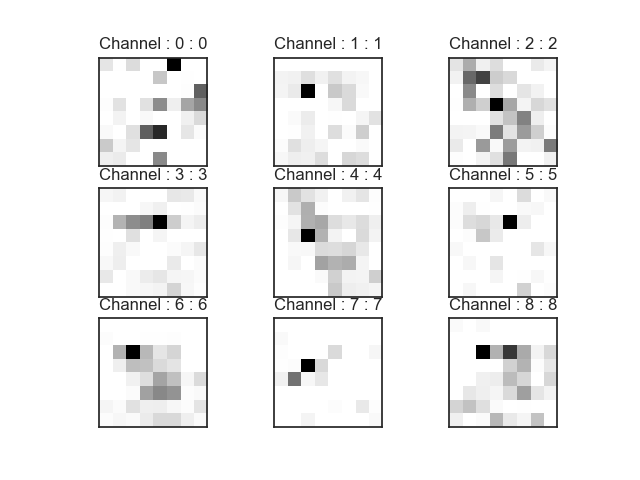 Channel : 0 : 0
Channel : 1 : 1
Channel : 2 : 2
Channel : 3 : 3
Channel : 4 : 4
Channel : 5 : 5
Channel : 6 : 6
Channel : 7 : 7
Channel : 8 : 8